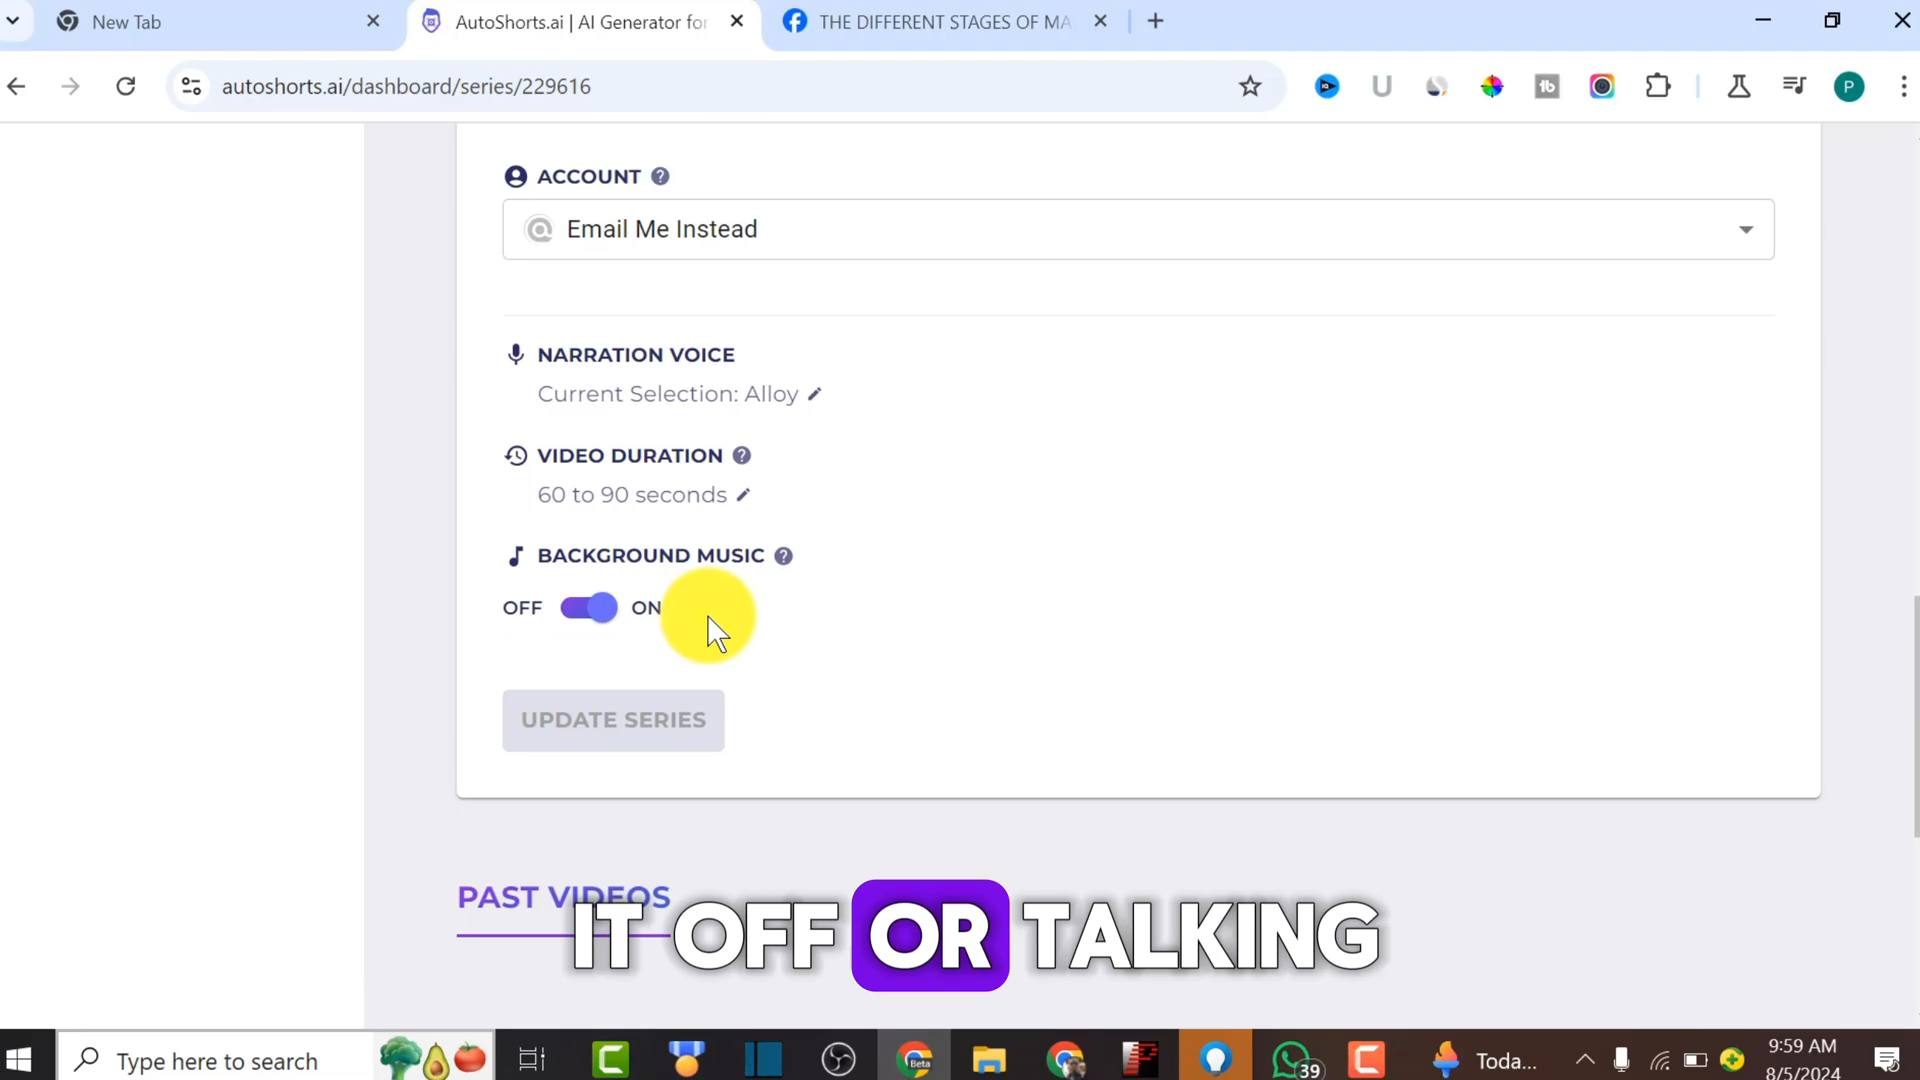 New Tab
AutoShorts.ai | AI Generator for
THE DIFFERENT STAGES OF MA
autoshorts.ai/dashboard/series/229616
U
tb
P
ACCOUNT ?
@ Email Me Instead
NARRATION VOICE
Current Selection: Alloy
VIDEO DURATION ?
60 to 90 seconds
BACKGROUND MUSIC ?
OFF ON
UPDATE SERIES
PAST VIDEOS
IT OFF OR TALKING
Type here to search
Beta
39
Toda...
9:59 AM
8/5/2024